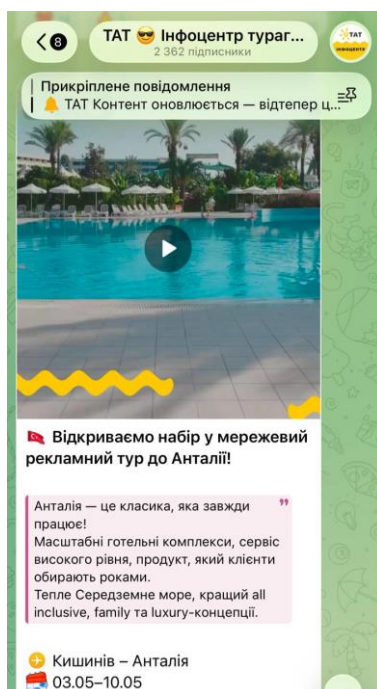 8
ТАТ 😎 Інфоцентр тураг...
2 362 підписники
ТАТ
ІНФОЦЕНТР
Прикріплене повідомлення
🔔 ТАТ Контент оновлюється — відтепер ц...
🇹🇷 Відкриваємо набір у мережевий
рекламний тур до Анталії!
Анталія — це класика, яка завжди
працює!
Масштабні готельні комплекси, сервіс
високого рівня, продукт, який клієнти
обирають роками.
Тепле Середземне море, кращий all
inclusive, family та luxury-концепції.
Кишинів – Анталія
03.05–10.05